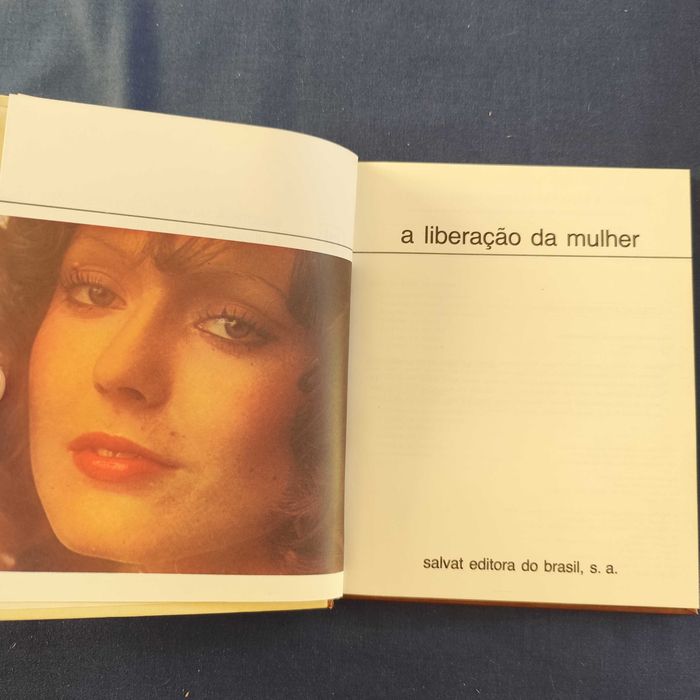 a liberação da mulher
salvat editora do brasil, s. a.